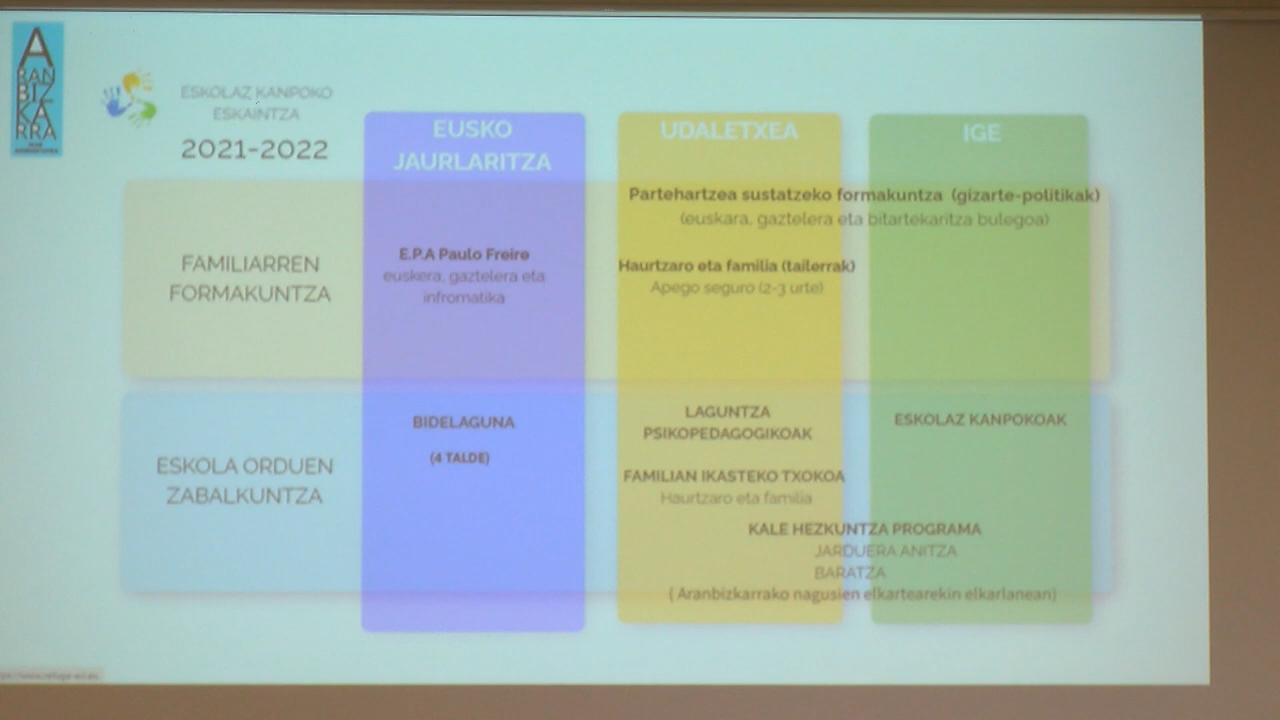 ARANBIZKARRA
ESKOLAZ KANPOKO
ESKAINTZA
2021-2022
EUSKO
JAURLARITZA
UDALETXEA
IGE
FAMILIARREN
FORMAKUNTZA
E.P.A Paulo Freire
euskera, gaztelera eta
infromatika
Partehartzea sustatzeko formakuntza (gizarte-politikak)
(euskara, gaztelera eta bitartekaritza bulegoa)
Haurtzaro eta familia (tailerrak)
Apego seguro (2-3 urte)
ESKOLA ORDUEN
ZABALKUNTZA
BIDELAGUNA
(4 TALDE)
LAGUNTZA
PSIKOPEDAGOGIKOAK
FAMILIAN IKASTEKO TXOKOA
Haurtzaro eta familia
ESKOLAZ KANPOKOAK
KALE HEZKUNTZA PROGRAMA
JARDUERA ANITZA
BARATZA
( Aranbizkarrako nagusien elkartearekin elkarlanean)